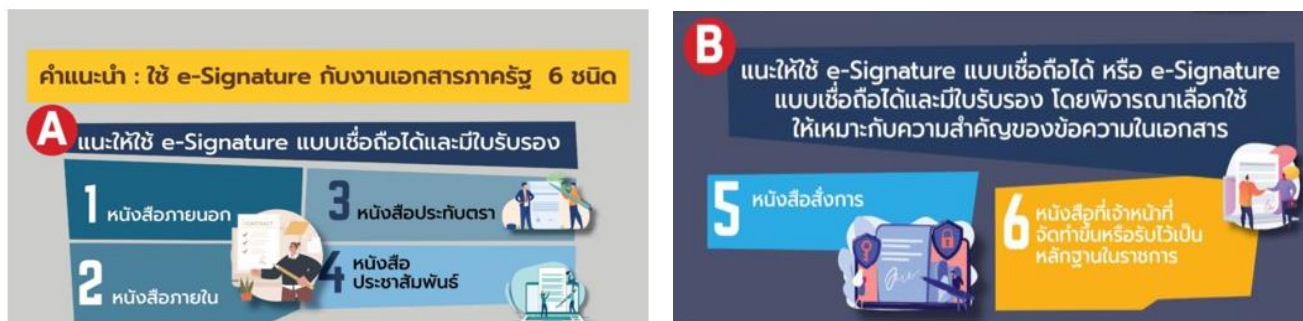 คำแนะนำ : ใช้ e-Signature กับงานเอกสารภาครัฐ 6 ชนิด
A
แนะให้ใช้ e-Signature แบบเชื่อถือได้และมีใบรับรอง
1 หนังสือภายนอก
2 หนังสือภายใน
3 หนังสือประทับตรา
4 หนังสือ
ประชาสัมพันธ์
B
แนะให้ใช้ e-Signature แบบเชื่อถือได้ หรือ e-Signature
แบบเชื่อถือได้และมีใบรับรอง โดยพิจารณาเลือกใช้
ให้เหมาะกับความสำคัญของข้อความในเอกสาร
5 หนังสือสั่งการ
6 หนังสือที่เจ้าหน้าที่
จัดทำขึ้นหรือรับไว้เป็น
หลักฐานในราชการ